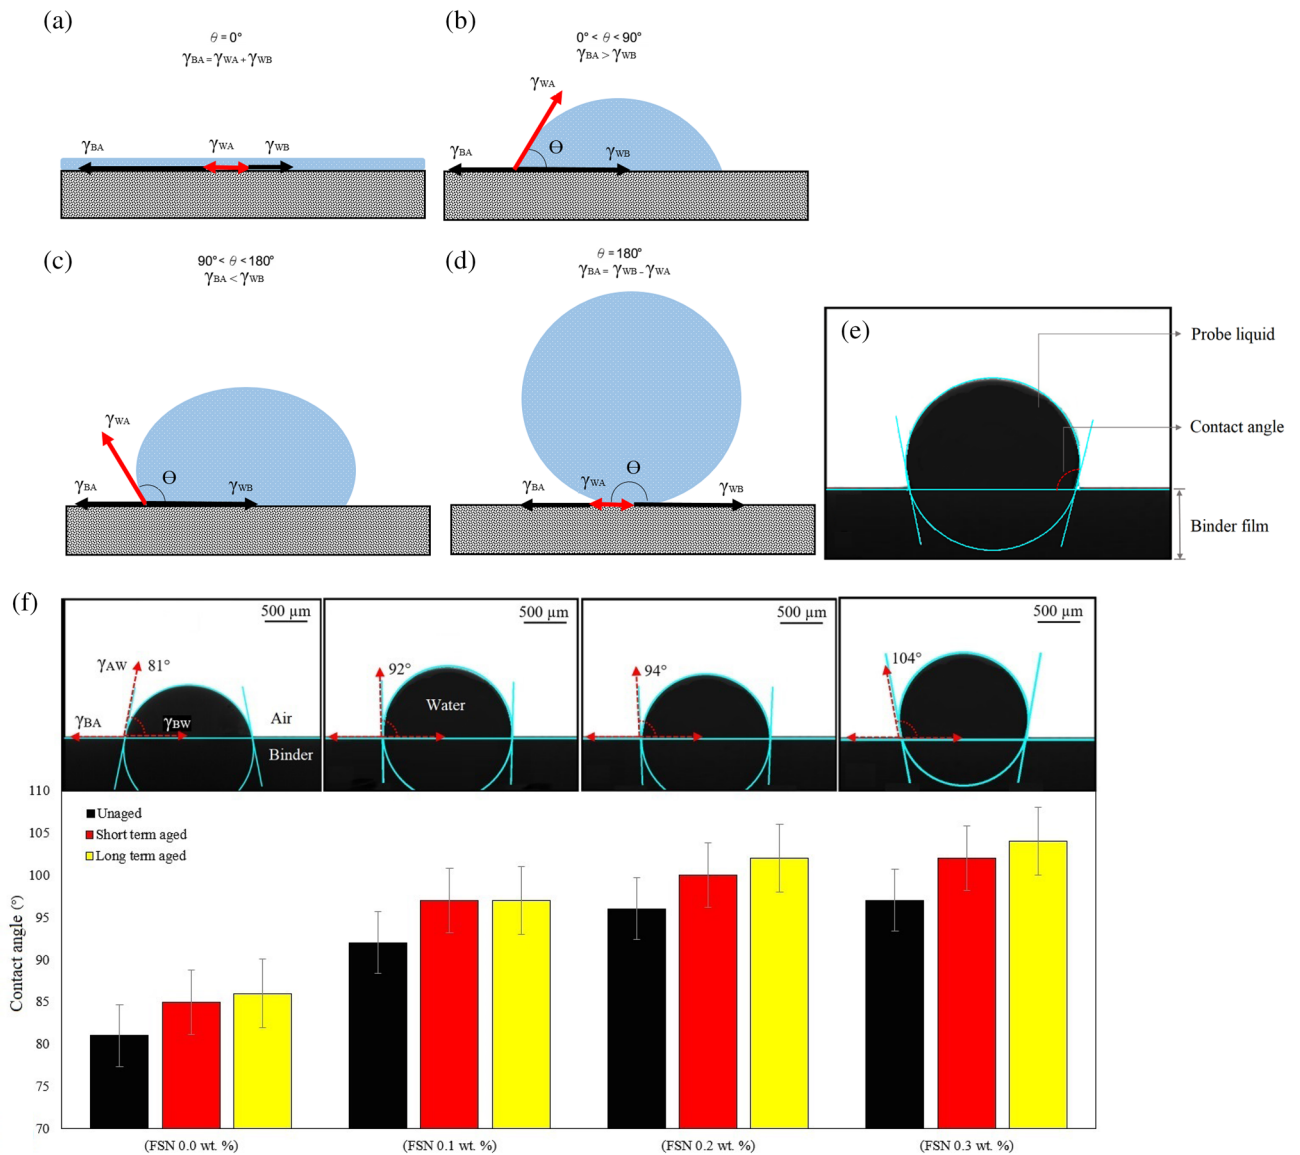 (a)
θ = 0°
γBA = γWA + γWB
γBA
γWA
γWB
(b)
0° < θ < 90°
γBA > γWB
γWA
γBA
Θ
γWB
(c)
90° < θ < 180°
γBA < γWB
γWA
γBA
Θ
γWB
(d)
θ = 180°
γBA = γWB - γWA
γBA
γWA
Θ
γWB
(e)
Probe liquid
Contact angle
Binder film
(f)
500 µm
γAW 81°
γBA
γBW
Air
Binder
500 µm
92°
Water
500 µm
94°
500 µm
104°
110
105
100
95
90
85
80
75
70
Contact angle (°)
Unaged
Short term aged
Long term aged
(FSN 0.0 wt. %)
(FSN 0.1 wt. %)
(FSN 0.2 wt. %)
(FSN 0.3 wt. %)